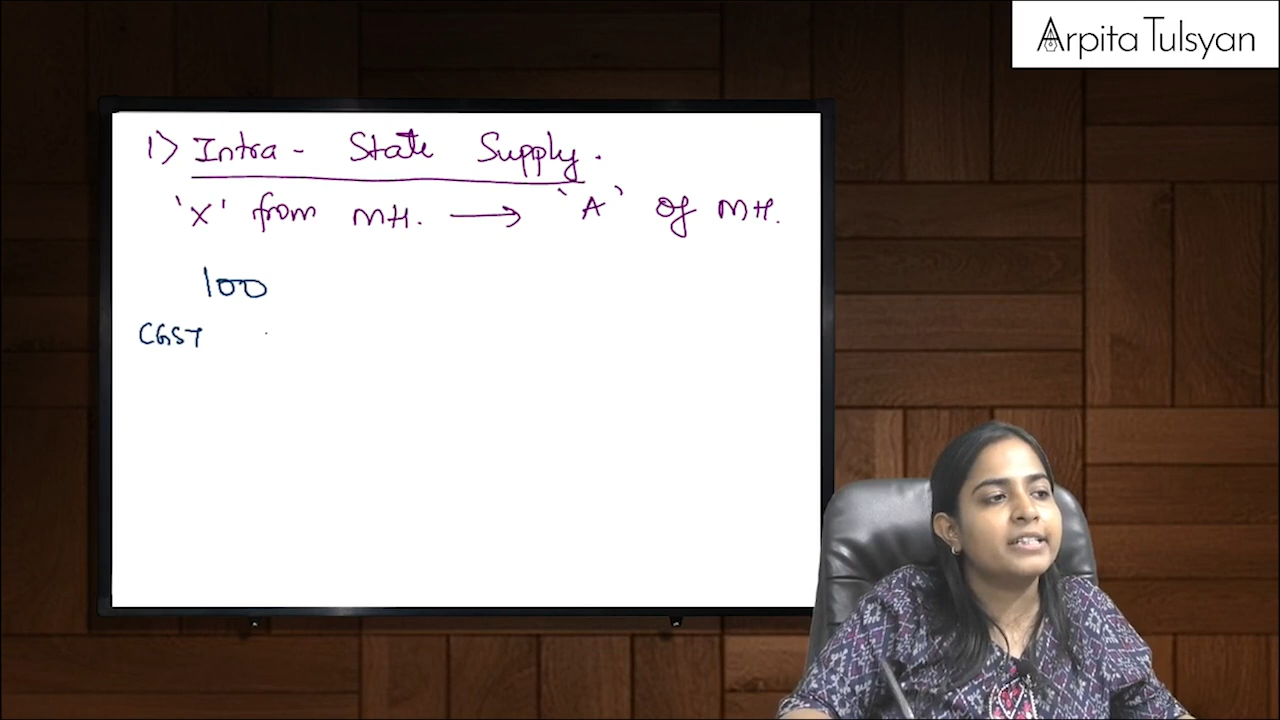 Arpita Tulsyan
1) Intra - State Supply.
'X' from MH. → 'A' of MH.
100
CGST